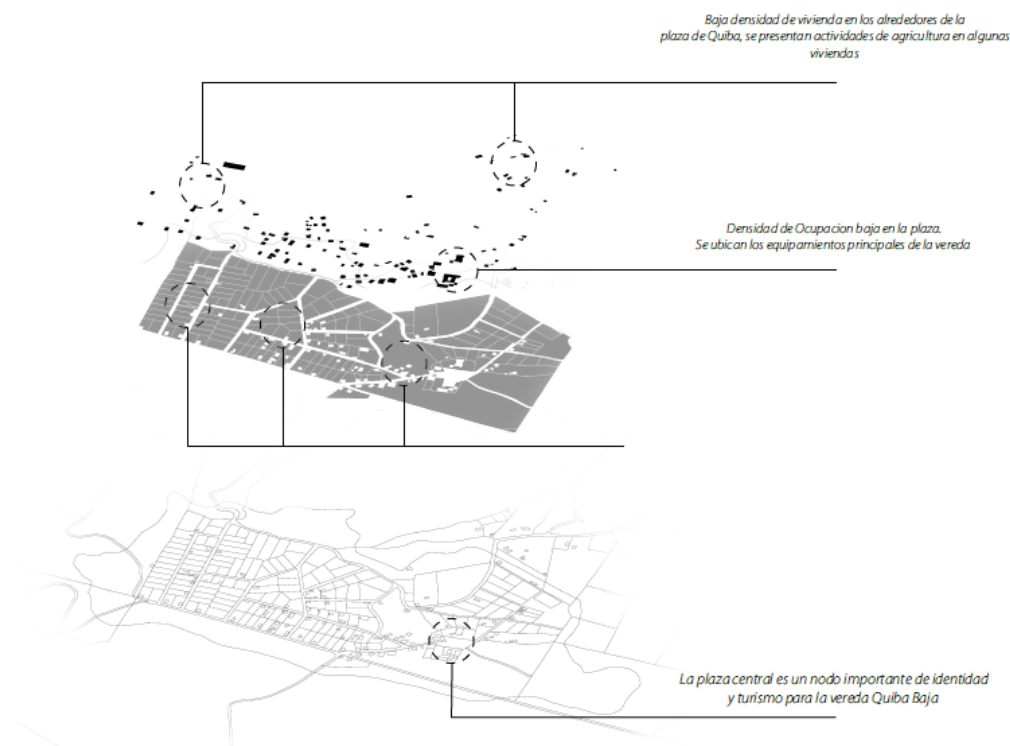 Baja densidad de vivienda en los alrededores de la
plaza de Quiba, se presentan actividades de agricultura en algunas
viviendas
Densidad de Ocupacion baja en la plaza.
Se ubican los equipamientos principales de la vereda
La plaza central es un nodo importante de identidad
y turismo para la vereda Quiba Baja